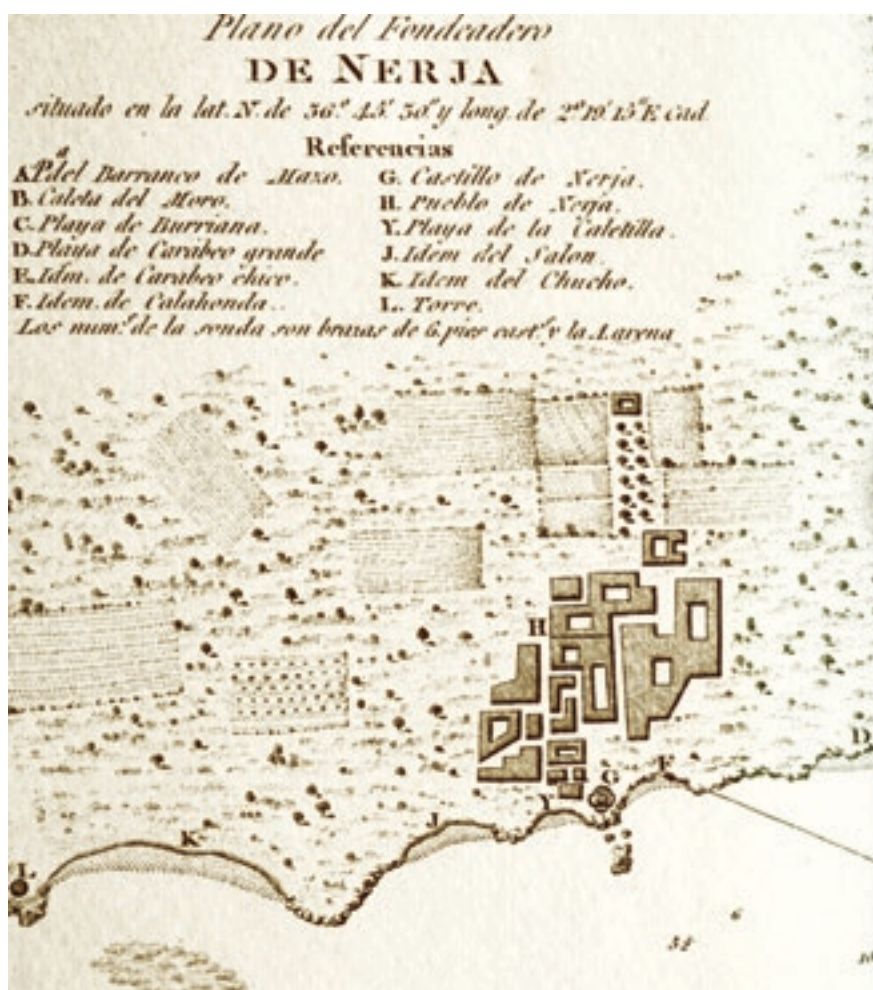 Plano del Fondeadero
DE NERJA
situado en la lat. N. de 36.º 45.' 30." y long. de 2.º 19.' 15." E cad.
Referencias
A. P.ta del Barranco de Mazo.
B. Caleta del Moro.
C. Playa de Burriana.
D. Playa de Carabeo grande
E. Idm. de Carabeo chico.
F. Idem. de Calahonda..
G. Castillo de Nerja.
H. Pueblo de Nerja.
Y. Playa de la Caletilla.
J. Idem del Salon.
K. Idem del Chucho.
L. Torre.
Los num.s de la sonda son brazas de 6. pies cast.s y la A. arena
H
D
G
F
Y
J
K
L
6
10